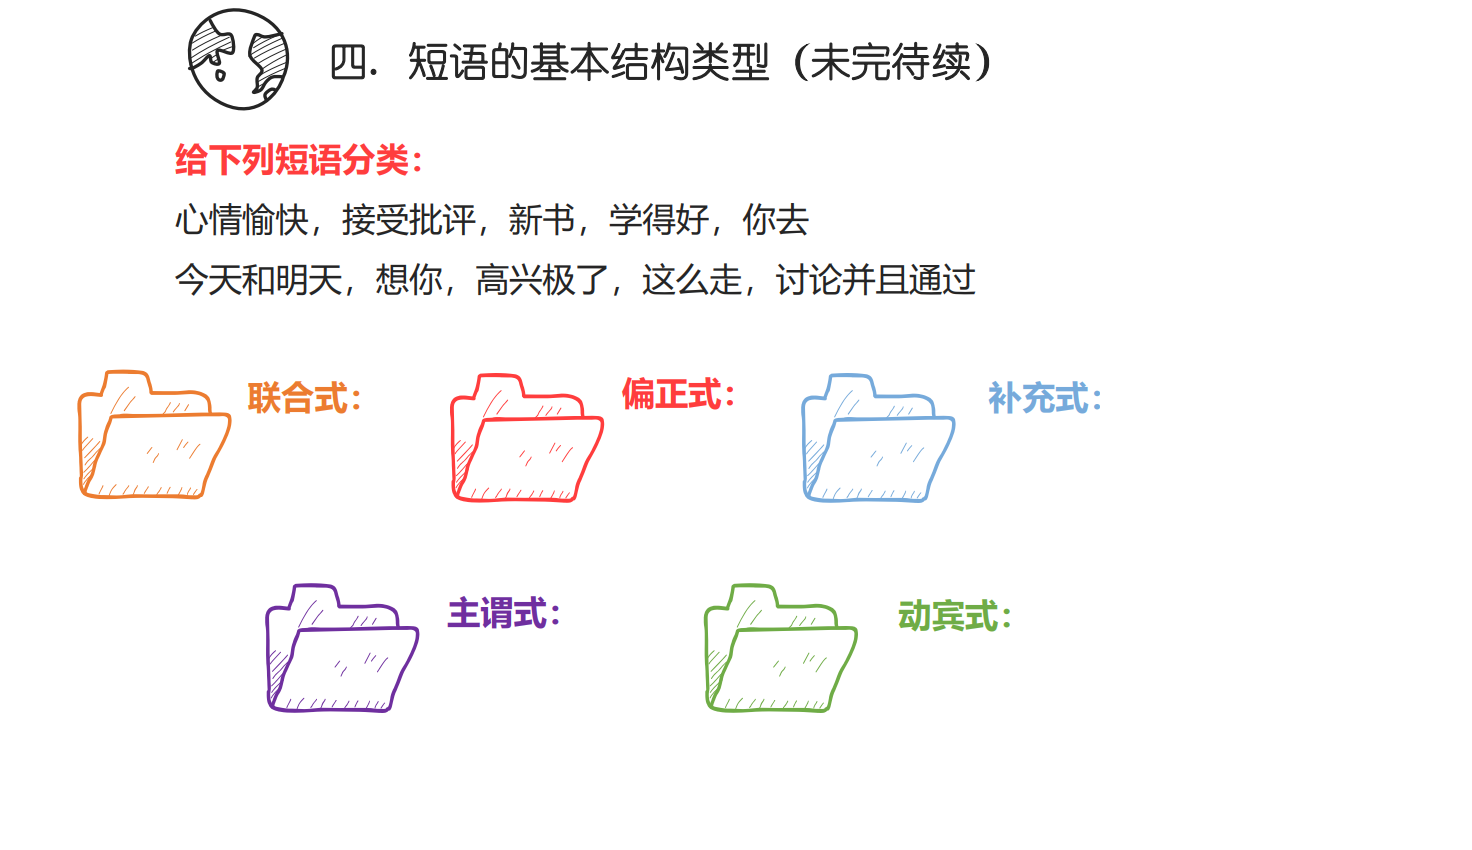 四. 短语的基本结构类型（未完待续）
给下列短语分类：
心情愉快，接受批评，新书，学得好，你去
今天和明天，想你，高兴极了，这么走，讨论并且通过
联合式：
偏正式：
补充式：
主谓式：
动宾式：